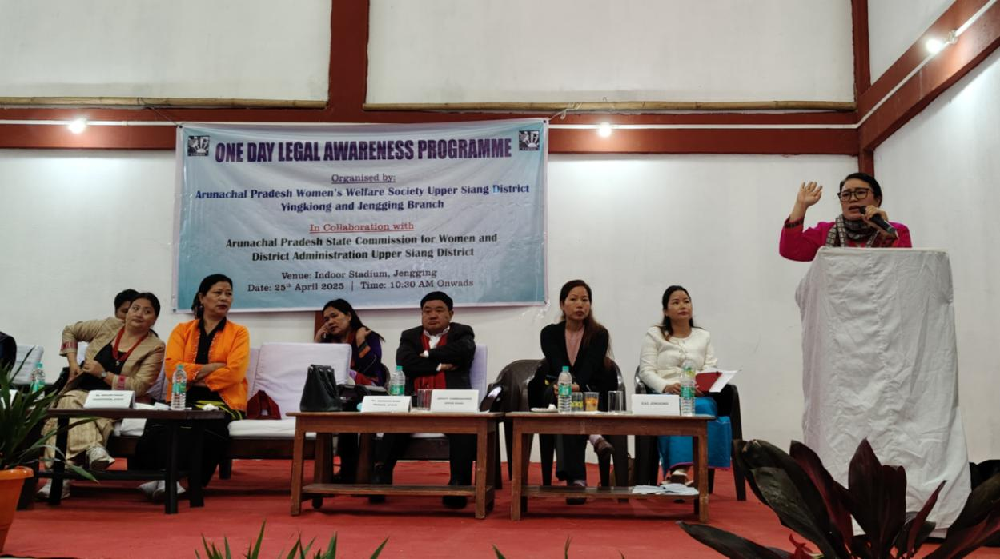 ONE DAY LEGAL AWARENESS PROGRAMME
Organised by:
Arunachal Pradesh Women's Welfare Society Upper Siang District
Yingkiong and Jengging Branch
In Collaboration with
Arunachal Pradesh State Commission for Women and
District Administration Upper Siang District
Venue: Indoor Stadium, Jengging
Date: 25th April 2025 | Time: 10:30 AM Onwads
DEPUTY COMMISSIONER
UPPER SIANG
EAC, JENGGING